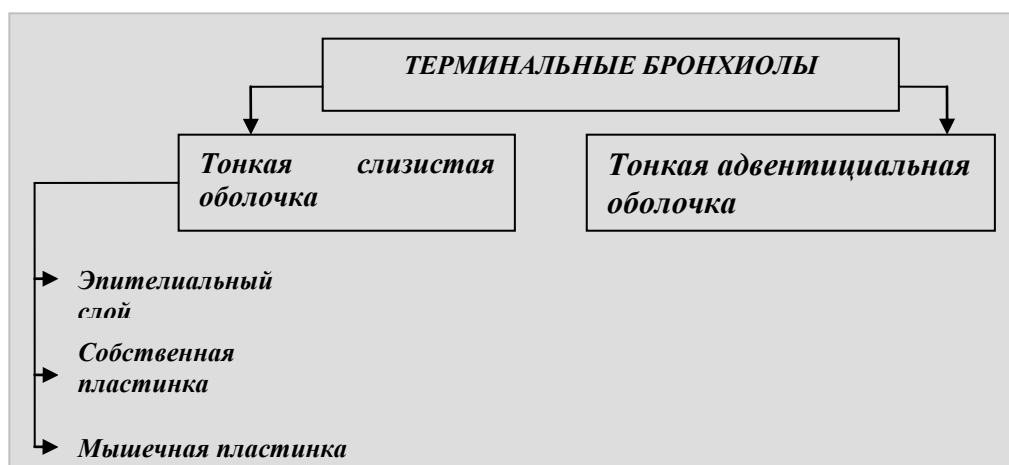 ТЕРМИНАЛЬНЫЕ БРОНХИОЛЫ
Тонкая слизистая
оболочка
Тонкая адвентициальная
оболочка
Эпителиальный
слой
Собственная
пластинка
Мышечная пластинка